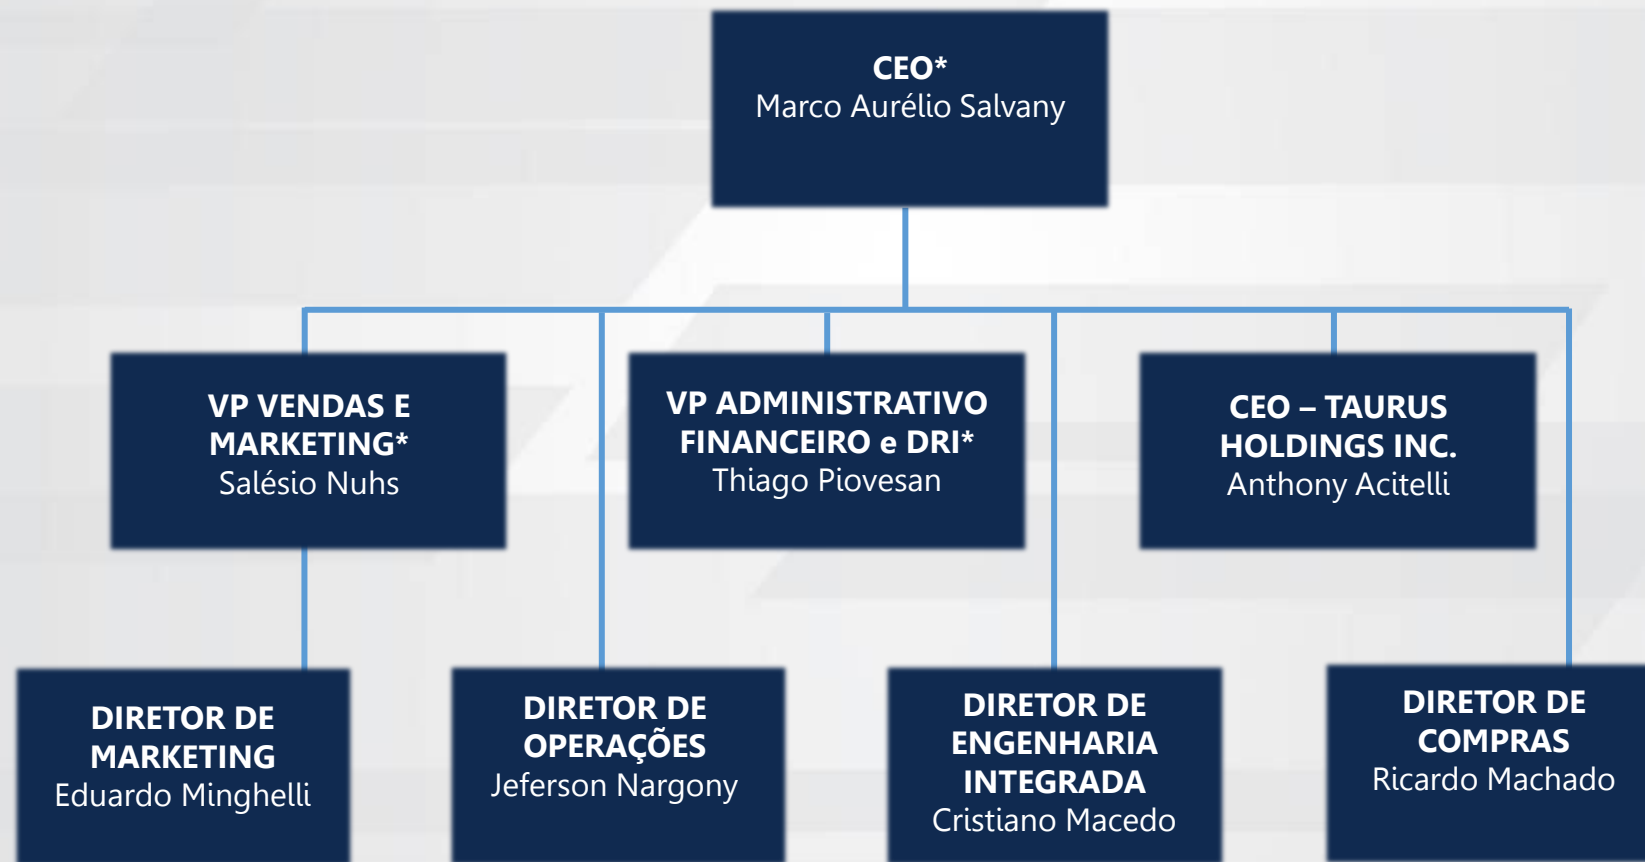 CEO*
Marco Aurélio Salvany
VP VENDAS E
MARKETING*
Salésio Nuhs
VP ADMINISTRATIVO
FINANCEIRO e DRI*
Thiago Piovesan
CEO – TAURUS
HOLDINGS INC.
Anthony Acitelli
DIRETOR DE
MARKETING
Eduardo Minghelli
DIRETOR DE
OPERAÇÕES
Jeferson Nargony
DIRETOR DE
ENGENHARIA
INTEGRADA
Cristiano Macedo
DIRETOR DE
COMPRAS
Ricardo Machado